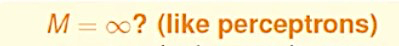 M = ∞? (like perceptrons)